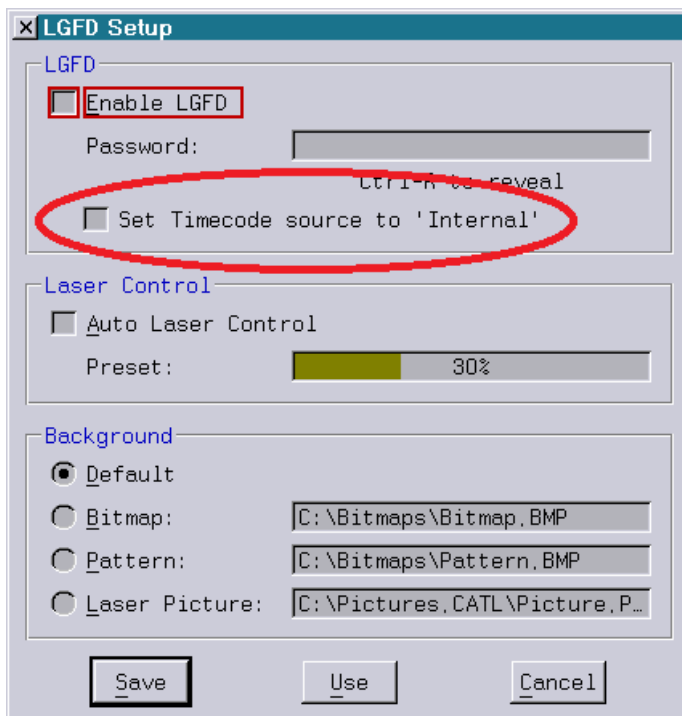 LGFD Setup
LGFD
Enable LGFD
Password:
Ctrl-R to reveal
Set Timecode source to 'Internal'
Laser Control
Auto Laser Control
Preset: 30%
Background
Default
Bitmap: C:\Bitmaps\Bitmap.BMP
Pattern: C:\Bitmaps\Pattern.BMP
Laser Picture: C:\Pictures.CATL\Picture.P…
Save Use Cancel